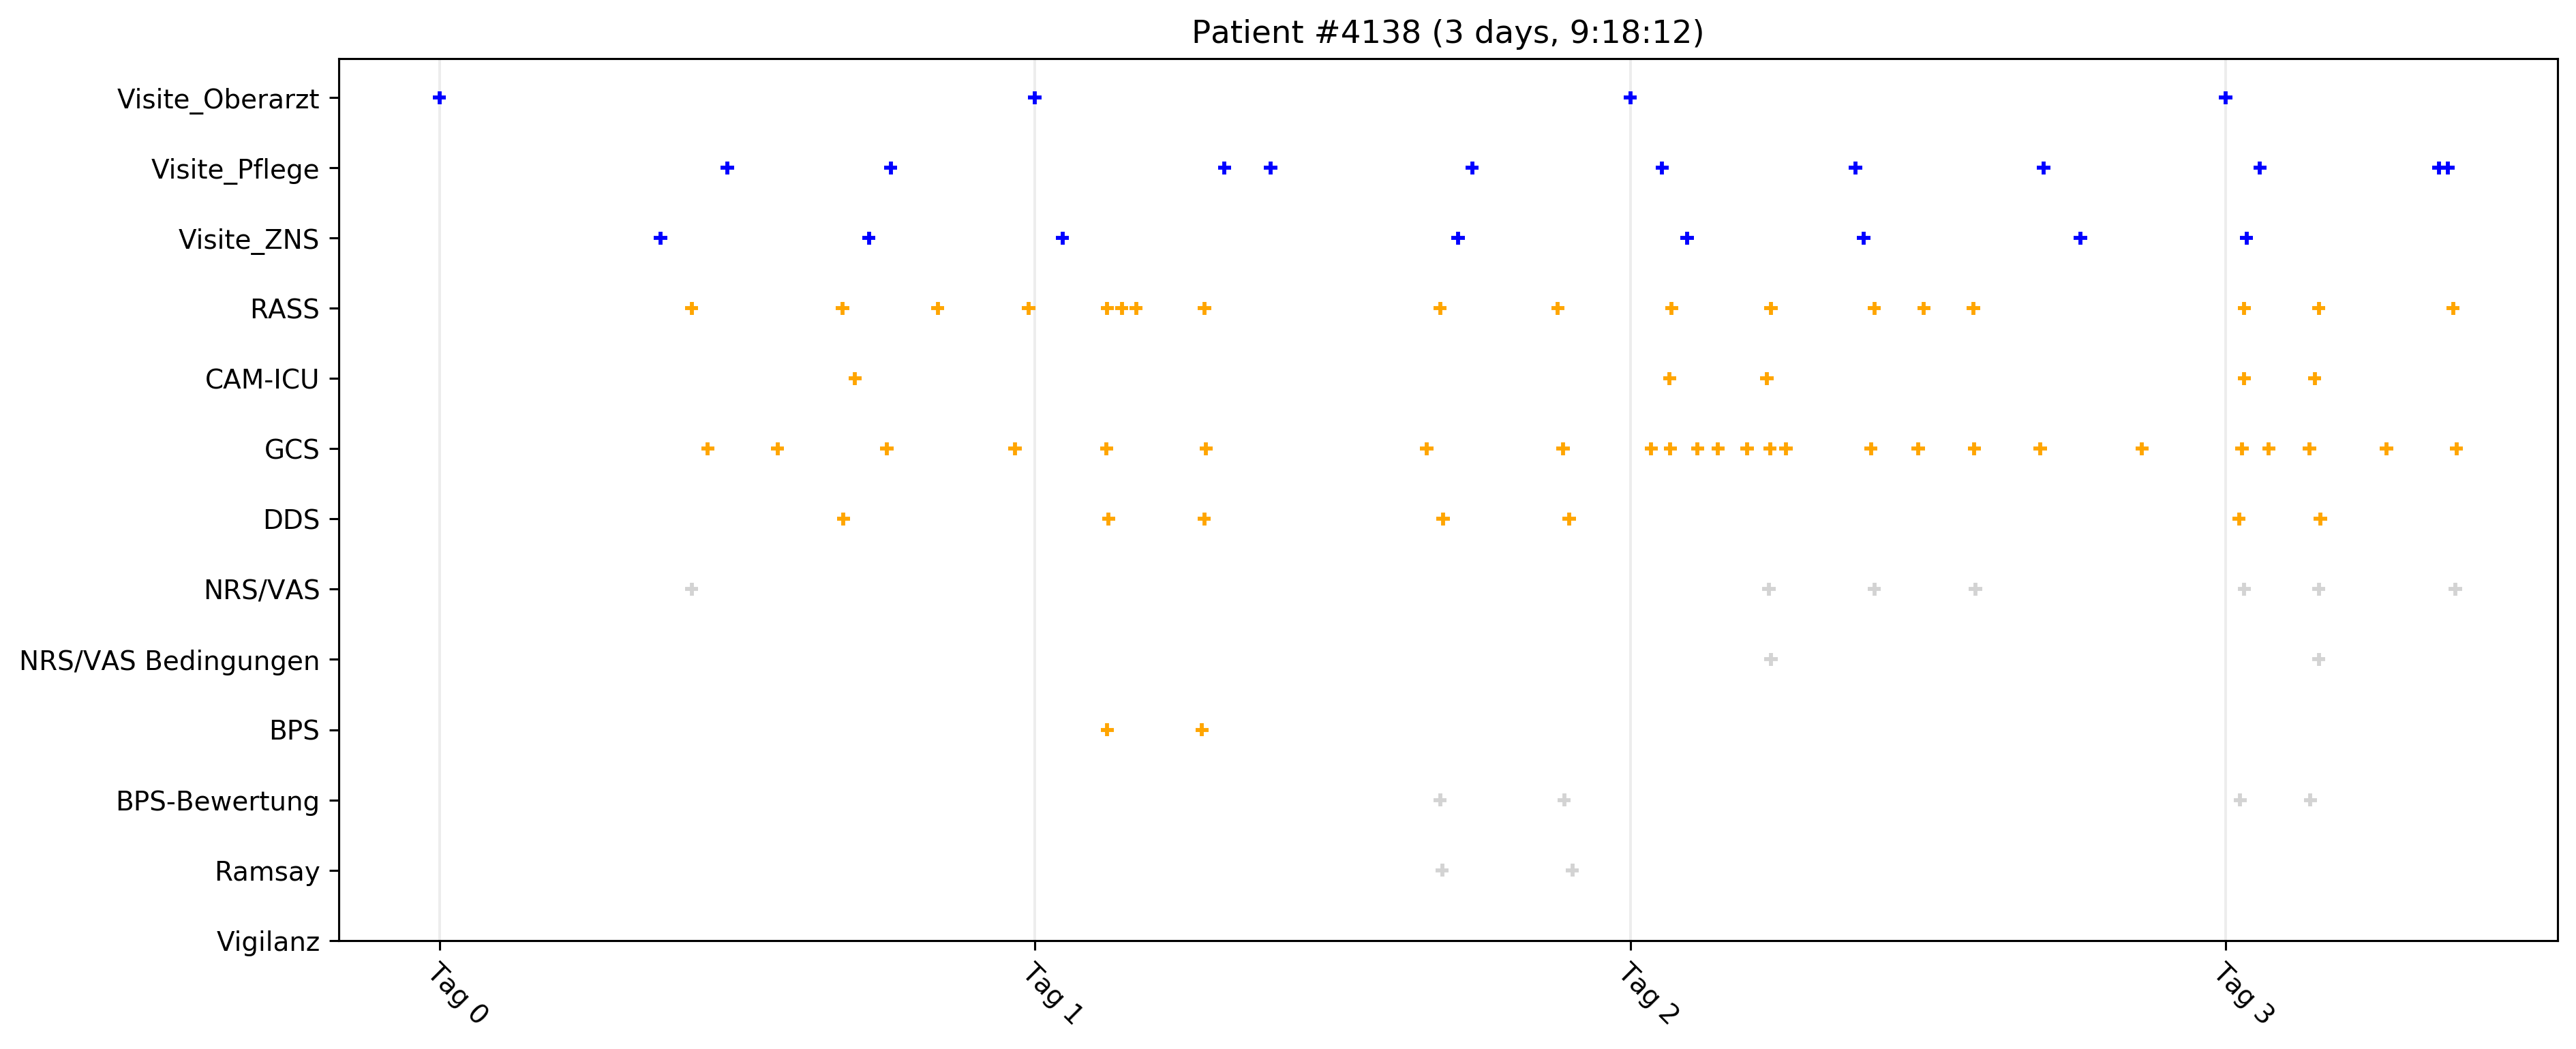 Patient #4138 (3 days, 9:18:12)
Visite_Oberarzt
Visite_Pflege
Visite_ZNS
RASS
CAM-ICU
GCS
DDS
NRS/VAS
NRS/VAS Bedingungen
BPS
BPS-Bewertung
Ramsay
Vigilanz
Tag 0
Tag 1
Tag 2
Tag 3